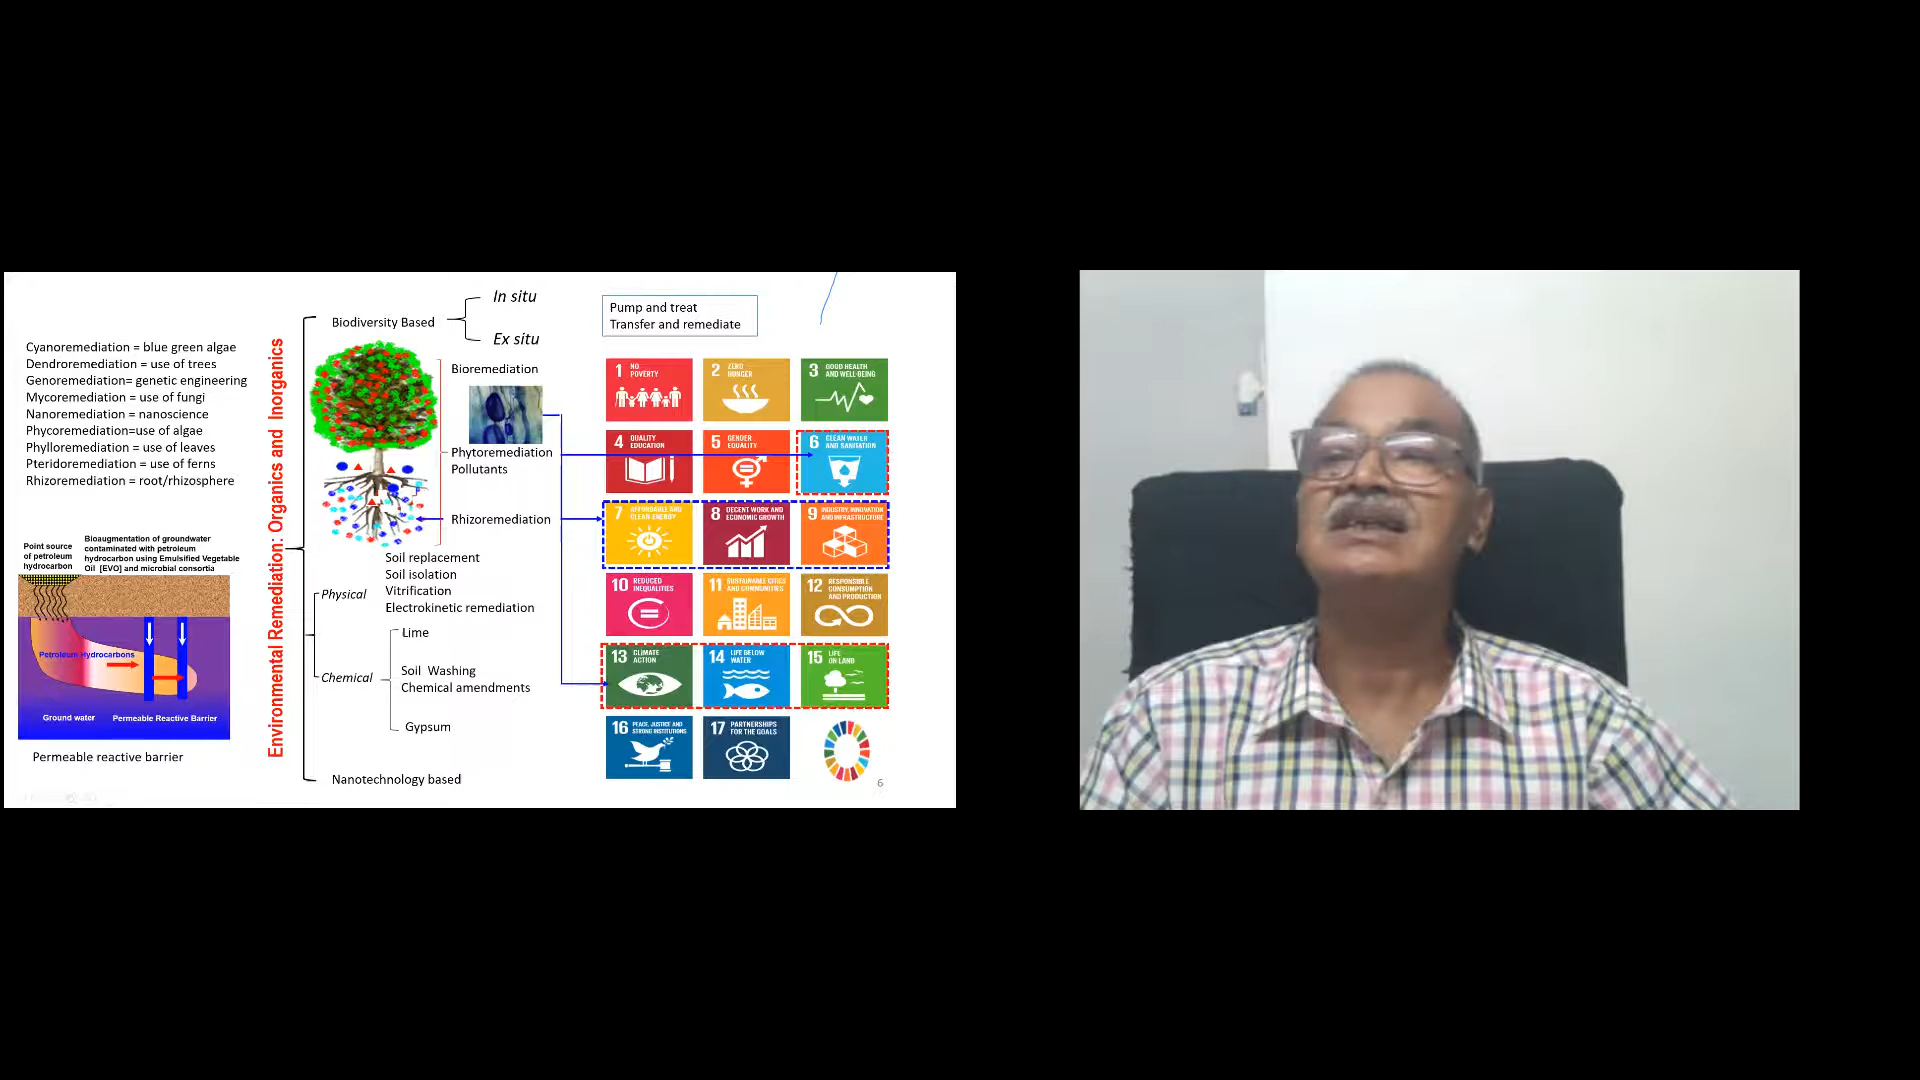 Cyanoremediation = blue green algae
Dendroremediation = use of trees
Genoremediation= genetic engineering
Mycoremediation = use of fungi
Nanoremediation = nanoscience
Phycoremediation=use of algae
Phylloremediation = use of leaves
Pteridoremediation = use of ferns
Rhizoremediation = root/rhizosphere
Point source
of petroleum
hydrocarbon
Bioaugmentation of groundwater
contaminated with petroleum
hydrocarbon using Emulsified Vegetable
Oil [EVO] and microbial consortia
Petroleum Hydrocarbons
Ground water
Permeable Reactive Barrier
Permeable reactive barrier
Environmental Remediation: Organics and Inorganics
Biodiversity Based
In situ
Ex situ
Bioremediation
Phytoremediation
Pollutants
Rhizoremediation
Physical
Soil replacement
Soil isolation
Vitrification
Electrokinetic remediation
Chemical
Lime
Soil Washing
Chemical amendments
Gypsum
Nanotechnology based
Pump and treat
Transfer and remediate
1 NO
POVERTY
2 ZERO
HUNGER
3 GOOD HEALTH
AND WELL-BEING
4 QUALITY
EDUCATION
5 GENDER
EQUALITY
6 CLEAN WATER
AND SANITATION
7 AFFORDABLE AND
CLEAN ENERGY
8 DECENT WORK AND
ECONOMIC GROWTH
9 INDUSTRY, INNOVATION
AND INFRASTRUCTURE
10 REDUCED
INEQUALITIES
11 SUSTAINABLE CITIES
AND COMMUNITIES
12 RESPONSIBLE
CONSUMPTION
AND PRODUCTION
13 CLIMATE
ACTION
14 LIFE BELOW
WATER
15 LIFE
ON LAND
16 PEACE, JUSTICE AND
STRONG INSTITUTIONS
17 PARTNERSHIPS
FOR THE GOALS
6